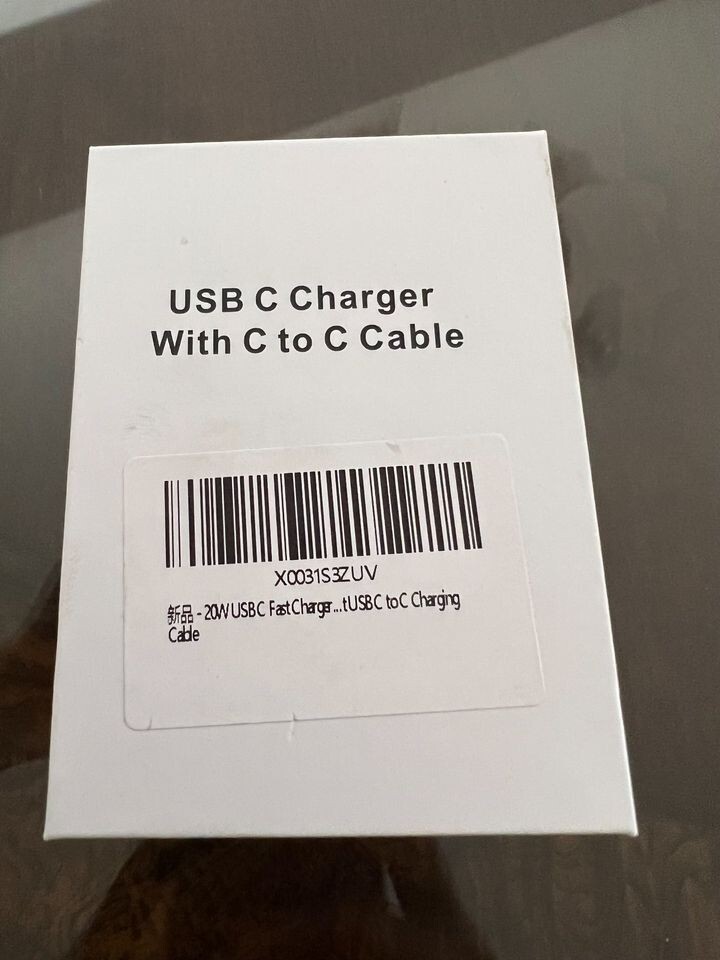 USB C Charger
With C to C Cable
X0031S3ZUV
新品 - 20W USB C Fast Charger...t USB C to C Charging
Cable